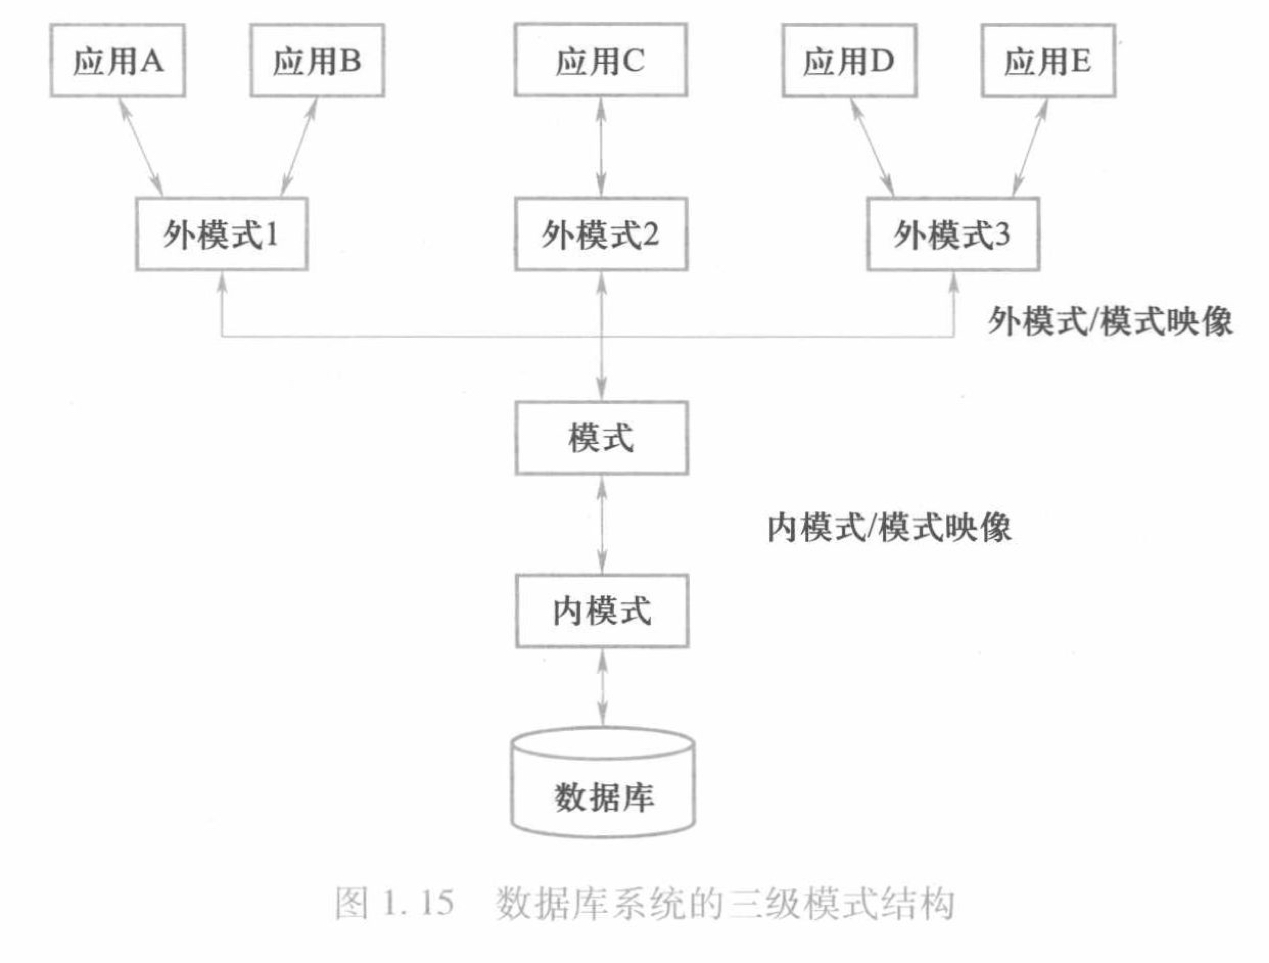 应用A 应用B 应用C 应用D 应用E
外模式1 外模式2 外模式3
外模式/模式映像
模式
内模式/模式映像
内模式
数据库
图 1. 15 数据库系统的三级模式结构